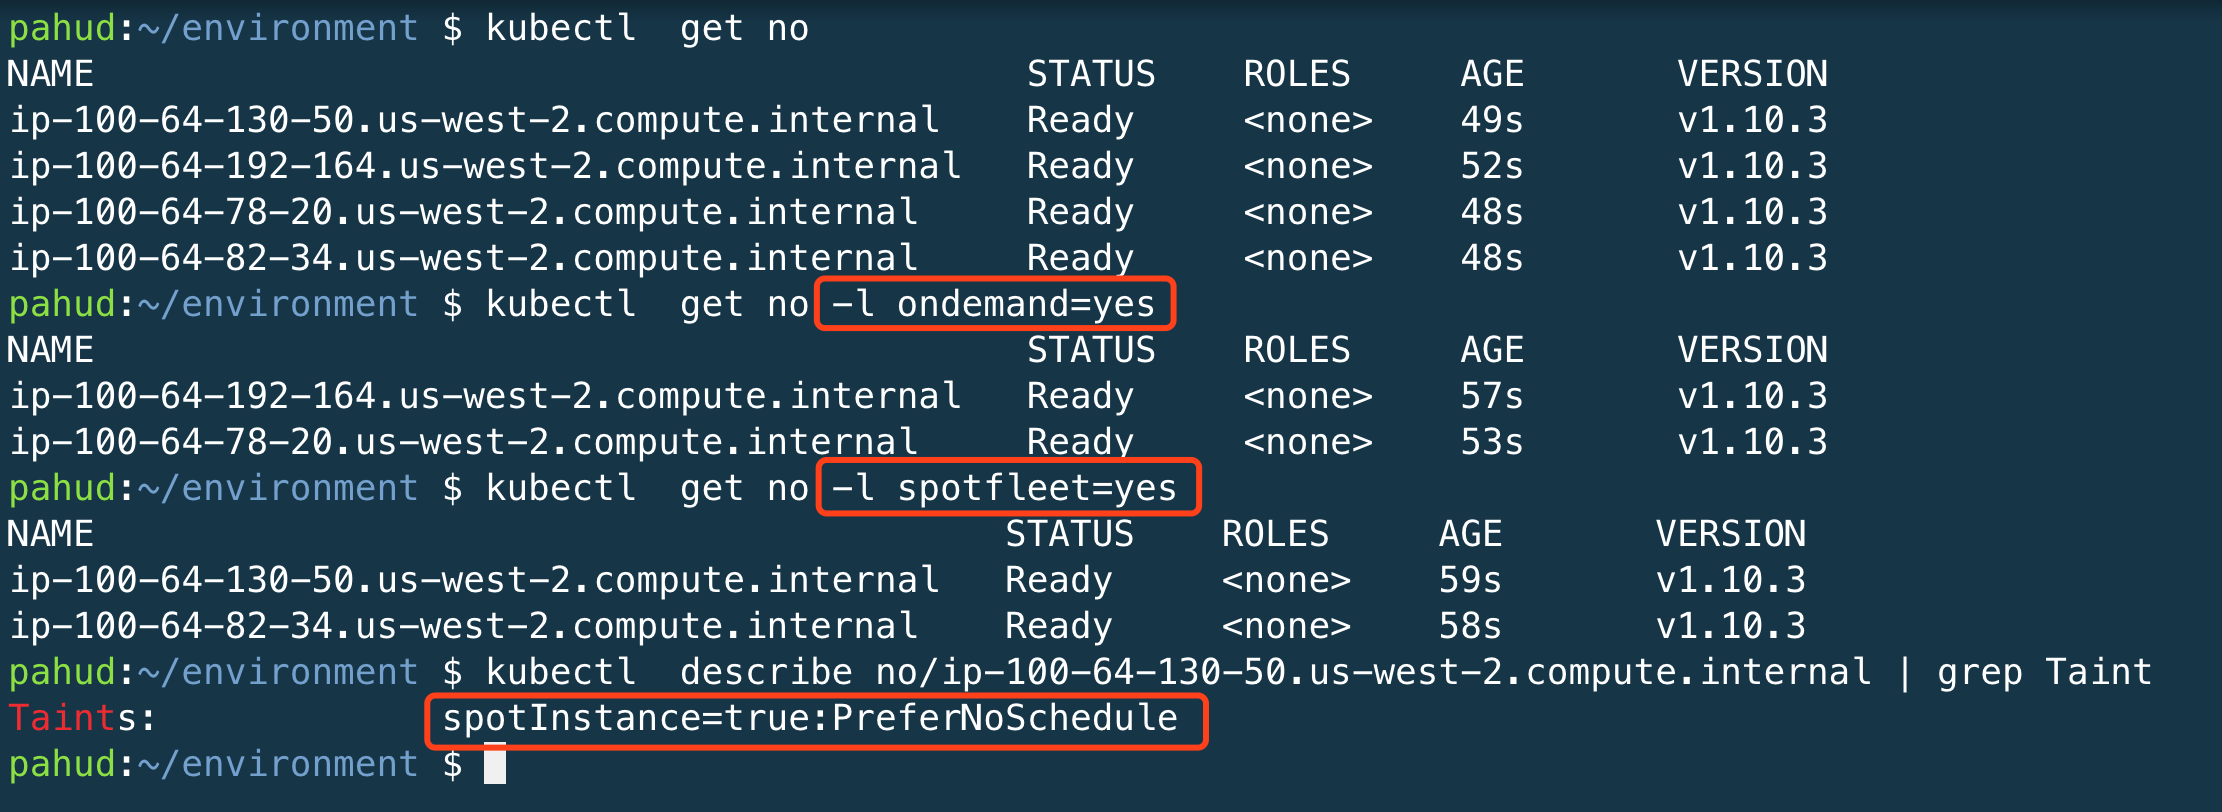 pahud:~/environment $ kubectl  get no
NAME                                           STATUS    ROLES     AGE       VERSION
ip-100-64-130-50.us-west-2.compute.internal    Ready     <none>    49s       v1.10.3
ip-100-64-192-164.us-west-2.compute.internal   Ready     <none>    52s       v1.10.3
ip-100-64-78-20.us-west-2.compute.internal     Ready     <none>    48s       v1.10.3
ip-100-64-82-34.us-west-2.compute.internal     Ready     <none>    48s       v1.10.3
pahud:~/environment $ kubectl  get no -l ondemand=yes
NAME                                           STATUS    ROLES     AGE       VERSION
ip-100-64-192-164.us-west-2.compute.internal   Ready     <none>    57s       v1.10.3
ip-100-64-78-20.us-west-2.compute.internal     Ready     <none>    53s       v1.10.3
pahud:~/environment $ kubectl  get no -l spotfleet=yes
NAME                                          STATUS    ROLES     AGE       VERSION
ip-100-64-130-50.us-west-2.compute.internal   Ready     <none>    59s       v1.10.3
ip-100-64-82-34.us-west-2.compute.internal    Ready     <none>    58s       v1.10.3
pahud:~/environment $ kubectl  describe no/ip-100-64-130-50.us-west-2.compute.internal | grep Taint
Taints:             spotInstance=true:PreferNoSchedule
pahud:~/environment $